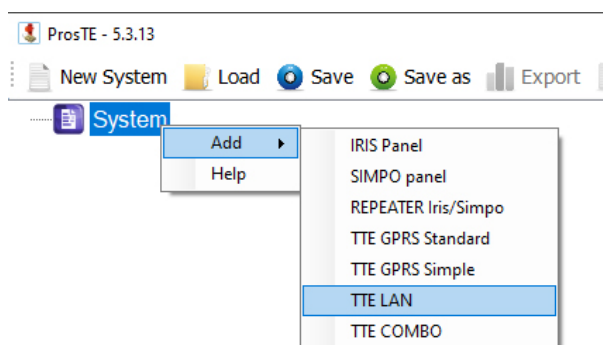 ProsTE - 5.3.13
New System Load Save Save as Export
System
Add
Help
IRIS Panel
SIMPO panel
REPEATER Iris/Simpo
TTE GPRS Standard
TTE GPRS Simple
TTE LAN
TTE COMBO